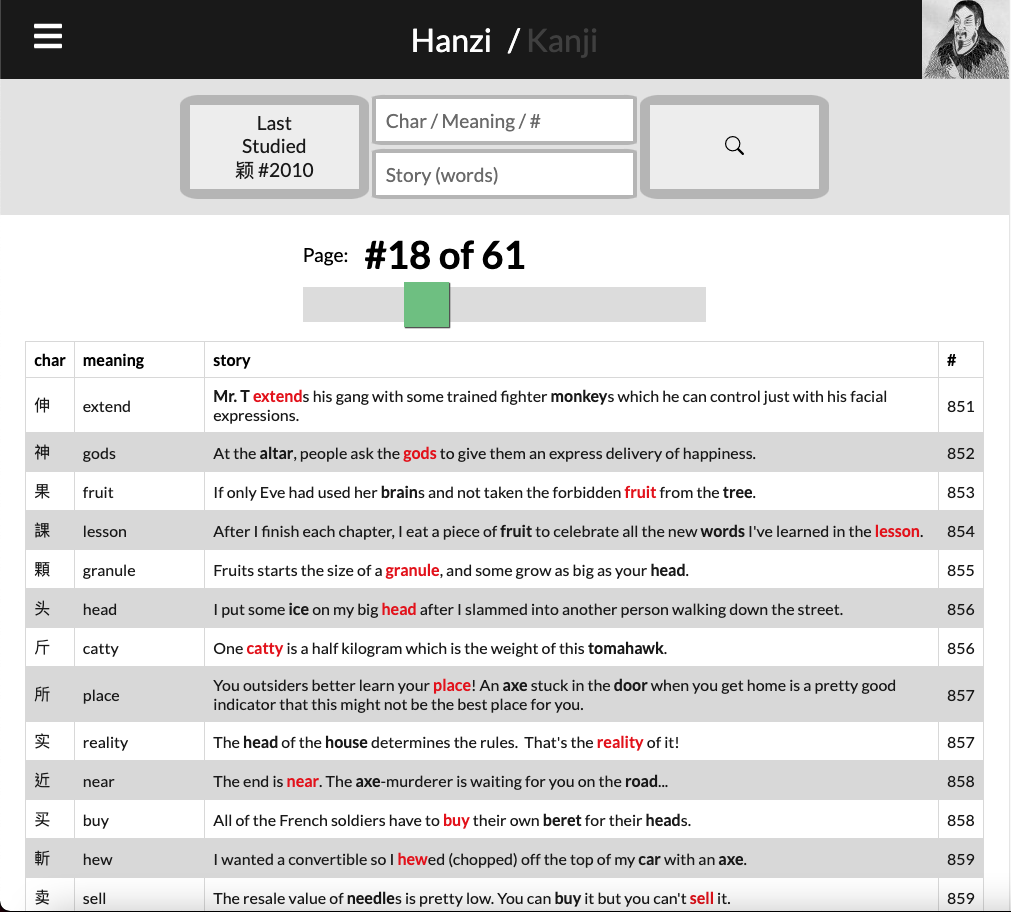 Hanzi / Kanji
Last
Studied
颖 #2010
Char / Meaning / #
Story (words)
Page: #18 of 61
char meaning story #
伸 extend Mr. T extends his gang with some trained fighter monkeys which he can control just with his facial
expressions. 851
神 gods At the altar, people ask the gods to give them an express delivery of happiness. 852
果 fruit If only Eve had used her brains and not taken the forbidden fruit from the tree. 853
課 lesson After I finish each chapter, I eat a piece of fruit to celebrate all the new words I've learned in the lesson. 854
顆 granule Fruits starts the size of a granule, and some grow as big as your head. 855
头 head I put some ice on my big head after I slammed into another person walking down the street. 856
斤 catty One catty is a half kilogram which is the weight of this tomahawk. 856
所 place You outsiders better learn your place! An axe stuck in the door when you get home is a pretty good
indicator that this might not be the best place for you. 857
实 reality The head of the house determines the rules.  That's the reality of it! 857
近 near The end is near. The axe-murderer is waiting for you on the road... 858
买 buy All of the French soldiers have to buy their own beret for their heads. 858
斬 hew I wanted a convertible so I hewed (chopped) off the top of my car with an axe. 859
卖 sell The resale value of needles is pretty low. You can buy it but you can't sell it. 859